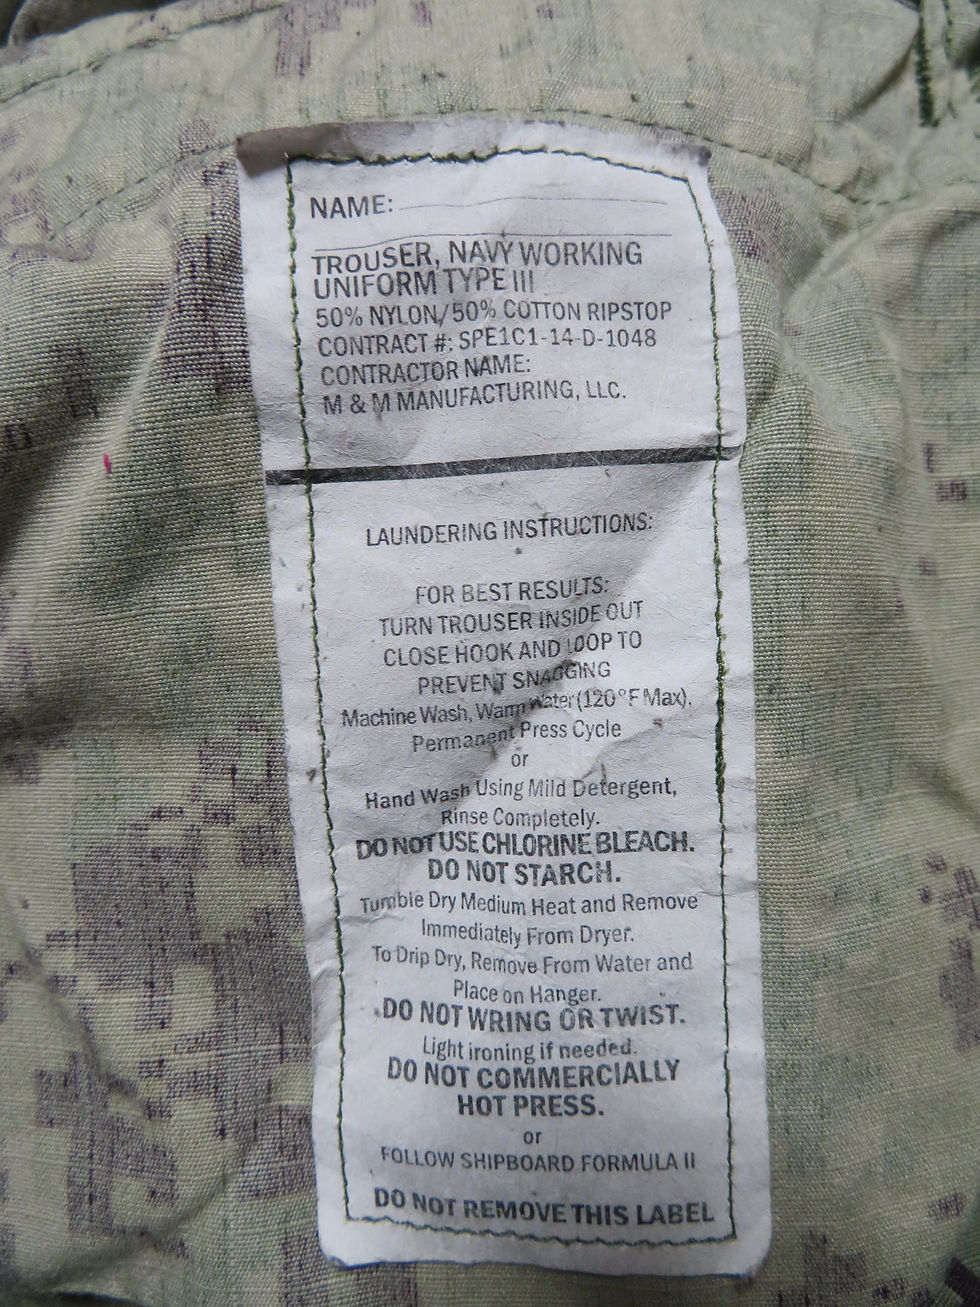 NAME:
TROUSER, NAVY WORKING
UNIFORM TYPE III
50% NYLON/50% COTTON RIPSTOP
CONTRACT #: SPE1C1-14-D-1048
CONTRACTOR NAME:
M & M MANUFACTURING, LLC.
LAUNDERING INSTRUCTIONS:
FOR BEST RESULTS:
TURN TROUSER INSIDE OUT
CLOSE HOOK AND LOOP TO
PREVENT SNAGGING
Machine Wash, Warm Water (120°F Max).
Permanent Press Cycle
or
Hand Wash Using Mild Detergent,
Rinse Completely.
DO NOT USE CHLORINE BLEACH.
DO NOT STARCH.
Tumble Dry Medium Heat and Remove
Immediately From Dryer.
To Drip Dry, Remove From Water and
Place on Hanger.
DO NOT WRING OR TWIST.
Light ironing if needed.
DO NOT COMMERCIALLY
HOT PRESS.
or
FOLLOW SHIPBOARD FORMULA II
DO NOT REMOVE THIS LABEL